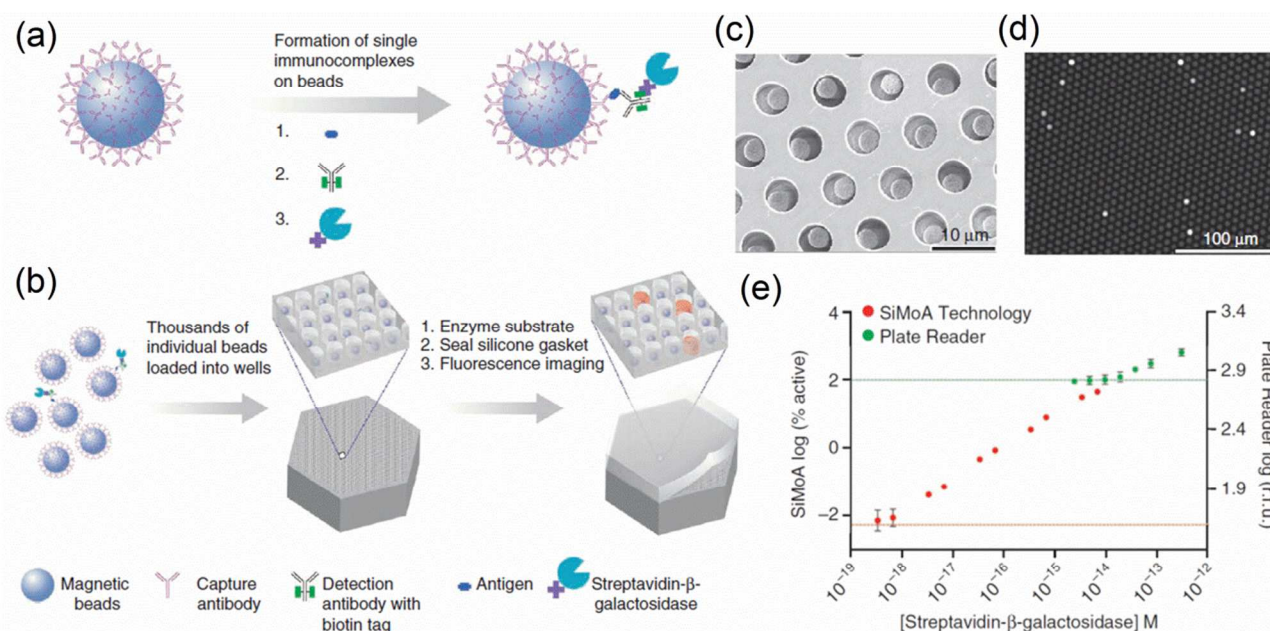 (a)
Formation of single
immunocomplexes
on beads
1.
2.
3.
(b)
Thousands of
individual beads
loaded into wells
1. Enzyme substrate
2. Seal silicone gasket
3. Fluorescence imaging
Magnetic
beads
Capture
antibody
Detection
antibody with
biotin tag
Antigen
Streptavidin-β-
galactosidase
(c)
10 μm
(d)
100 μm
(e)
SiMoA Technology
Plate Reader
SiMoA log (% active)
4
2
0
−2
Plate Reader log (r.f.u.)
3.4
2.9
2.4
1.9
10⁻¹⁹
10⁻¹⁸
10⁻¹⁷
10⁻¹⁶
10⁻¹⁵
10⁻¹⁴
10⁻¹³
10⁻¹²
[Streptavidin-β-galactosidase] M